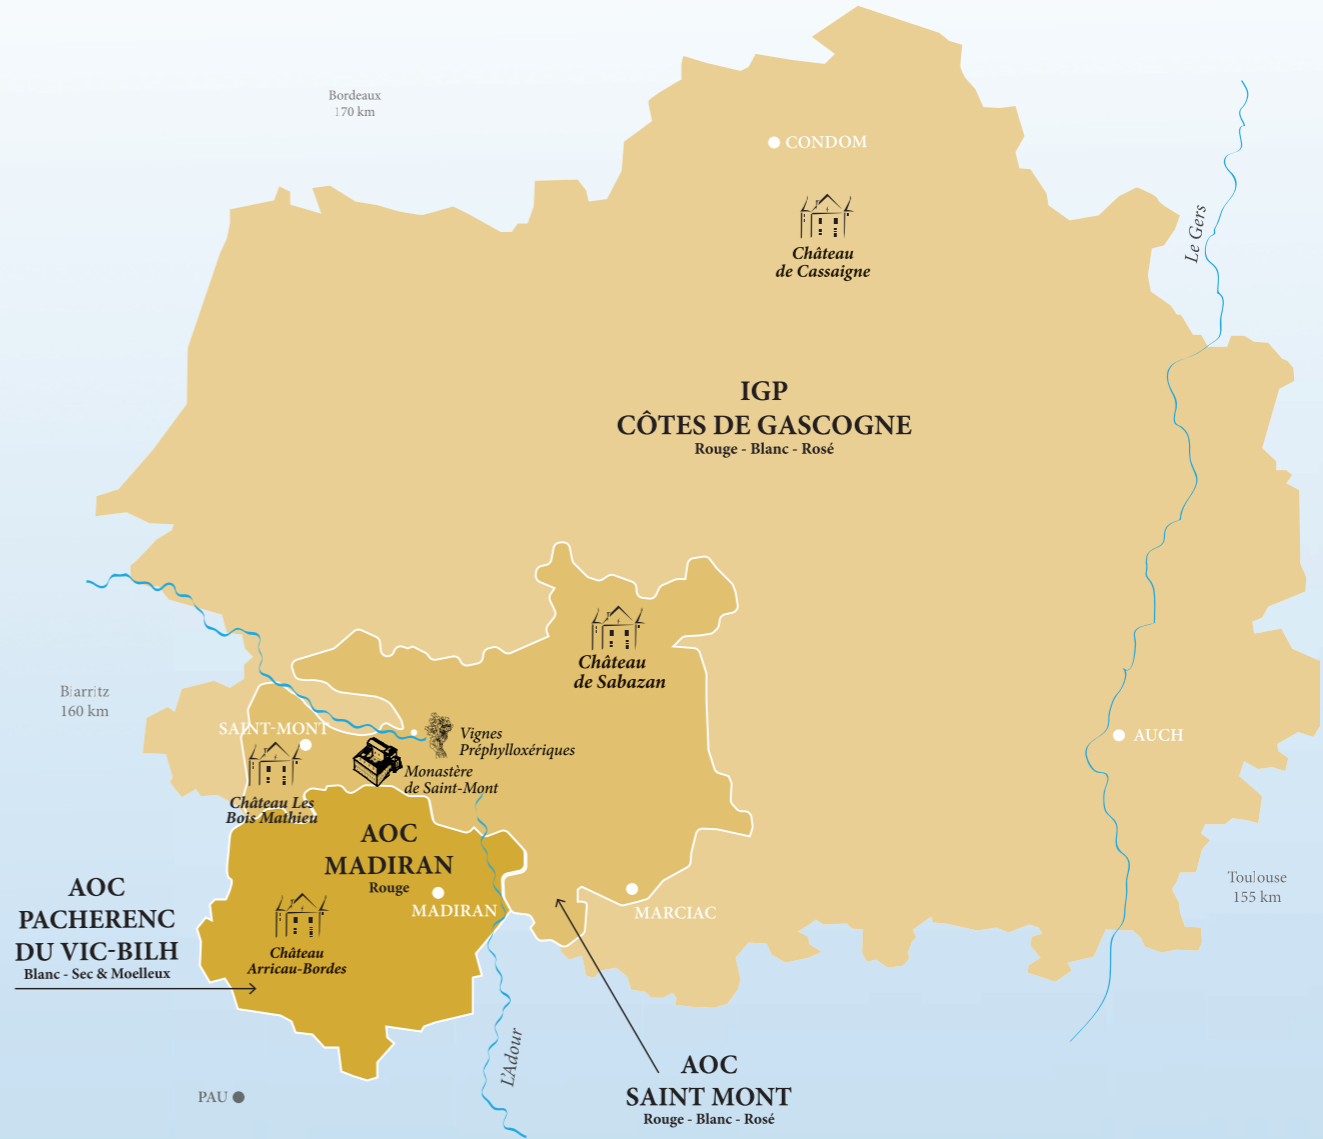 Bordeaux
170 km
CONDOM
Château
de Cassaigne
Le Gers
IGP
CÔTES DE GASCOGNE
Rouge - Blanc - Rosé
Château
de Sabazan
Biarritz
160 km
SAINT-MONT
Vignes
Préphylloxériques
Monastère
de Saint-Mont
AUCH
Château Les
Bois Mathieu
AOC
MADIRAN
Rouge
MADIRAN
MARCIAC
Toulouse
155 km
AOC
PACHERENC
DU VIC-BILH
Blanc - Sec & Moelleux
Château
Arricau-Bordes
L'Adour
AOC
SAINT MONT
Rouge - Blanc - Rosé
PAU